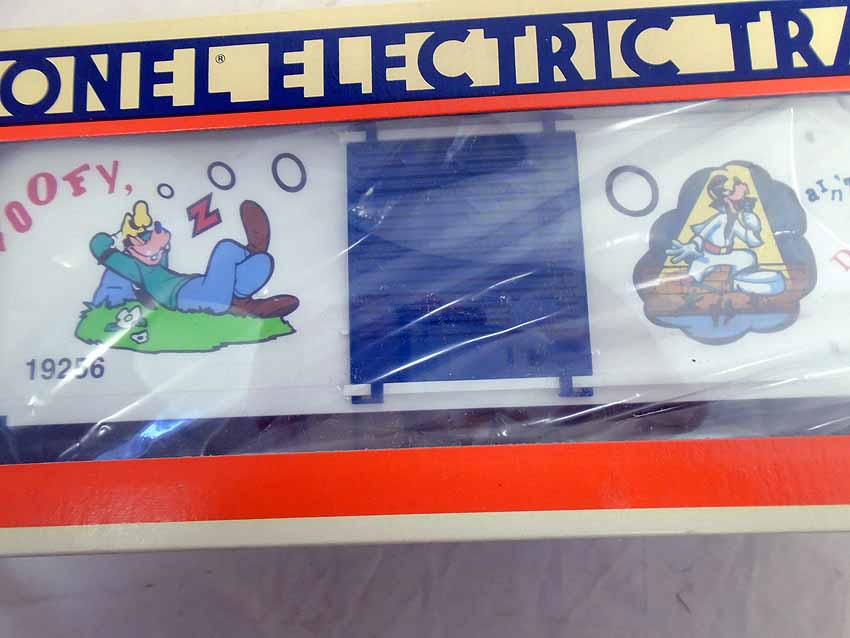 ONEL® ELECTRIC TRA
OOFY,
Z
ain't
D
19256